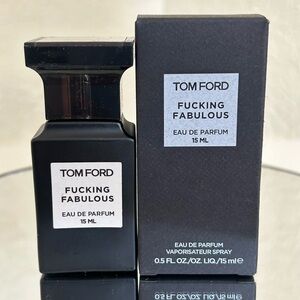 TOM FORD
FUCKING
FABULOUS
EAU DE PARFUM
15 ML
TOM FORD
FUCKING
FABULOUS
EAU DE PARFUM
15 ML
EAU DE PARFUM
VAPORISATEUR SPRAY
0.5 FL.OZ./OZ. LIQ./15 ml℮